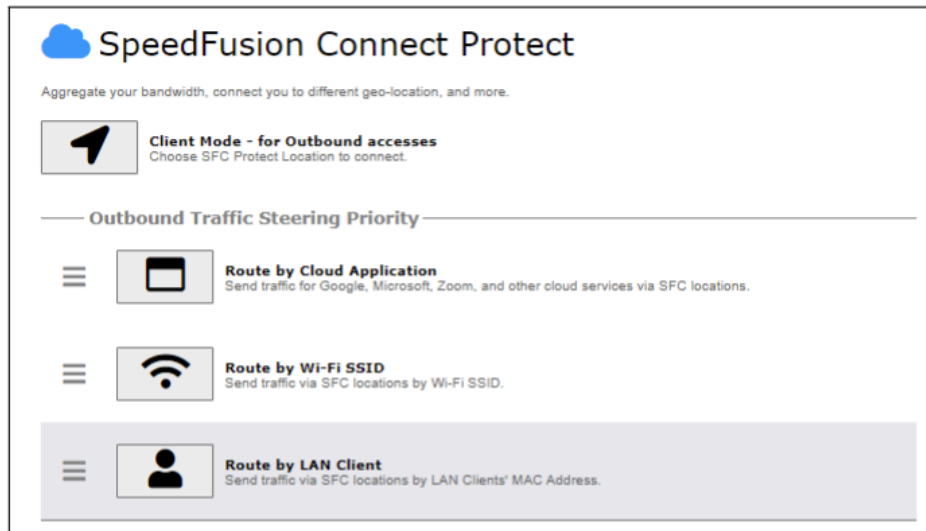 SpeedFusion Connect Protect
Aggregate your bandwidth, connect you to different geo-location, and more.
Client Mode - for Outbound accesses
Choose SFC Protect Location to connect.
Outbound Traffic Steering Priority
Route by Cloud Application
Send traffic for Google, Microsoft, Zoom, and other cloud services via SFC locations.
Route by Wi-Fi SSID
Send traffic via SFC locations by Wi-Fi SSID.
Route by LAN Client
Send traffic via SFC locations by LAN Clients' MAC Address.